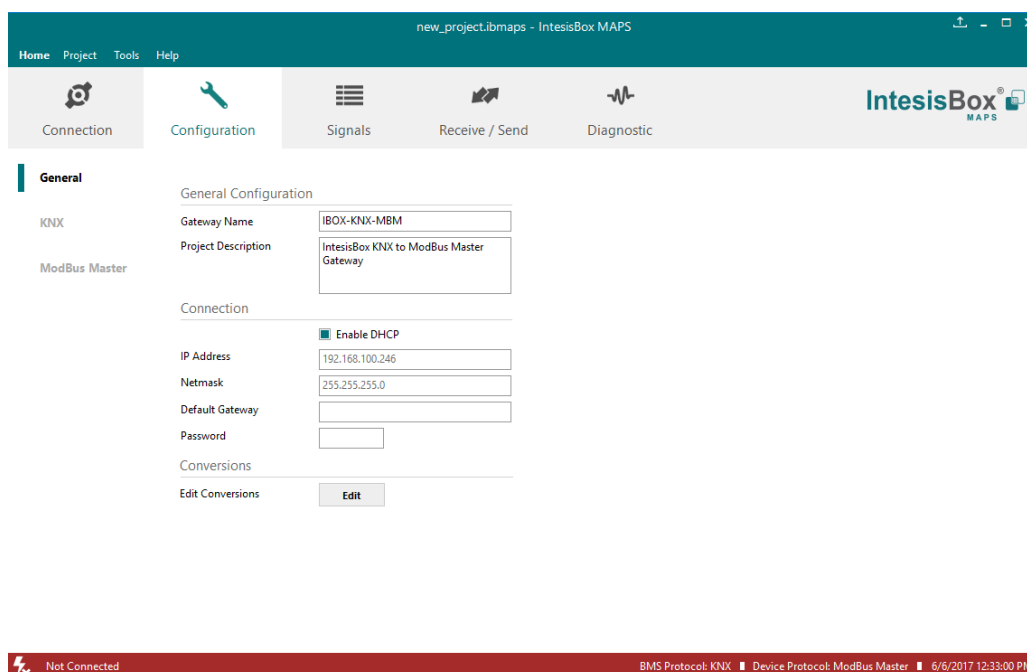 new_project.ibmaps - IntesisBox MAPS
Home Project Tools Help
Connection Configuration Signals Receive / Send Diagnostic
IntesisBox®
MAPS
General
KNX
ModBus Master
General Configuration
Gateway Name IBOX-KNX-MBM
Project Description IntesisBox KNX to ModBus Master
Gateway
Connection
Enable DHCP
IP Address 192.168.100.246
Netmask 255.255.255.0
Default Gateway
Password
Conversions
Edit Conversions Edit
Not Connected BMS Protocol: KNX Device Protocol: ModBus Master 6/6/2017 12:33:00 PM